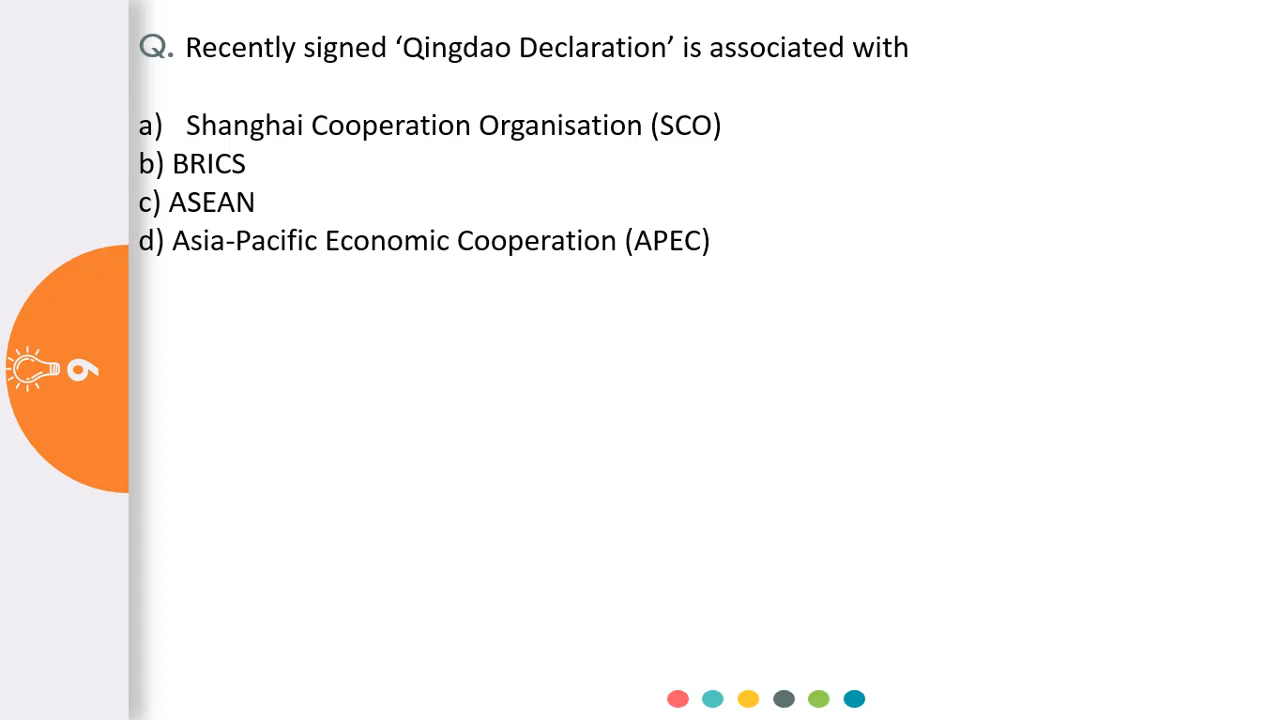 Q. Recently signed ‘Qingdao Declaration’ is associated with
a) Shanghai Cooperation Organisation (SCO)
b) BRICS
c) ASEAN
d) Asia-Pacific Economic Cooperation (APEC)
9